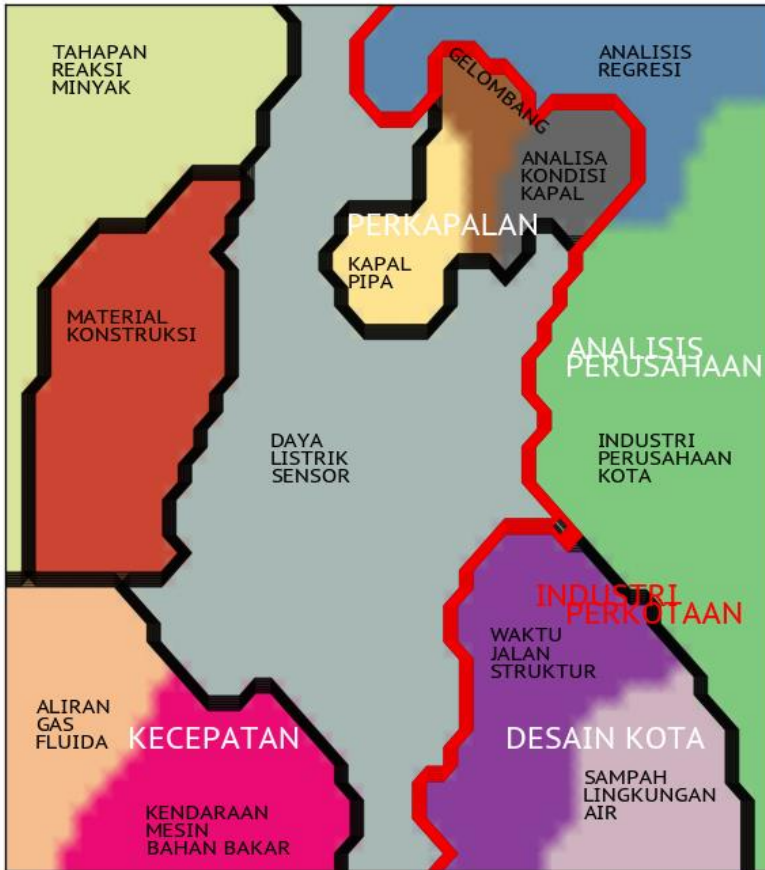 TAHAPAN
REAKSI
MINYAK
ANALISIS
REGRESI
GELOMBANG
ANALISA
KONDISI
KAPAL
PERKAPALAN
KAPAL
PIPA
MATERIAL
KONSTRUKSI
ANALISIS
PERUSAHAAN
DAYA
LISTRIK
SENSOR
INDUSTRI
PERUSAHAAN
KOTA
INDUSTRI
PERKOTAAN
WAKTU
JALAN
STRUKTUR
ALIRAN
GAS
FLUIDA
KECEPATAN
DESAIN KOTA
SAMPAH
LINGKUNGAN
AIR
KENDARAAN
MESIN
BAHAN BAKAR